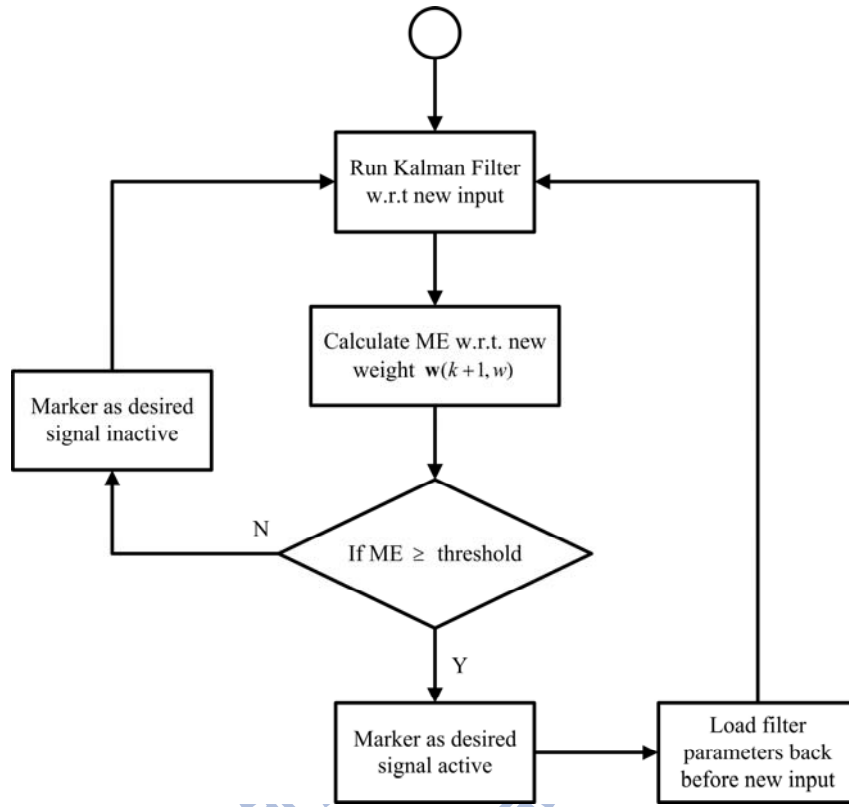 Run Kalman Filter
w.r.t new input
Calculate ME w.r.t. new
weight w(k+1,w)
Marker as desired
signal inactive
N
If ME ≥ threshold
Y
Marker as desired
signal active
Load filter
parameters back
before new input